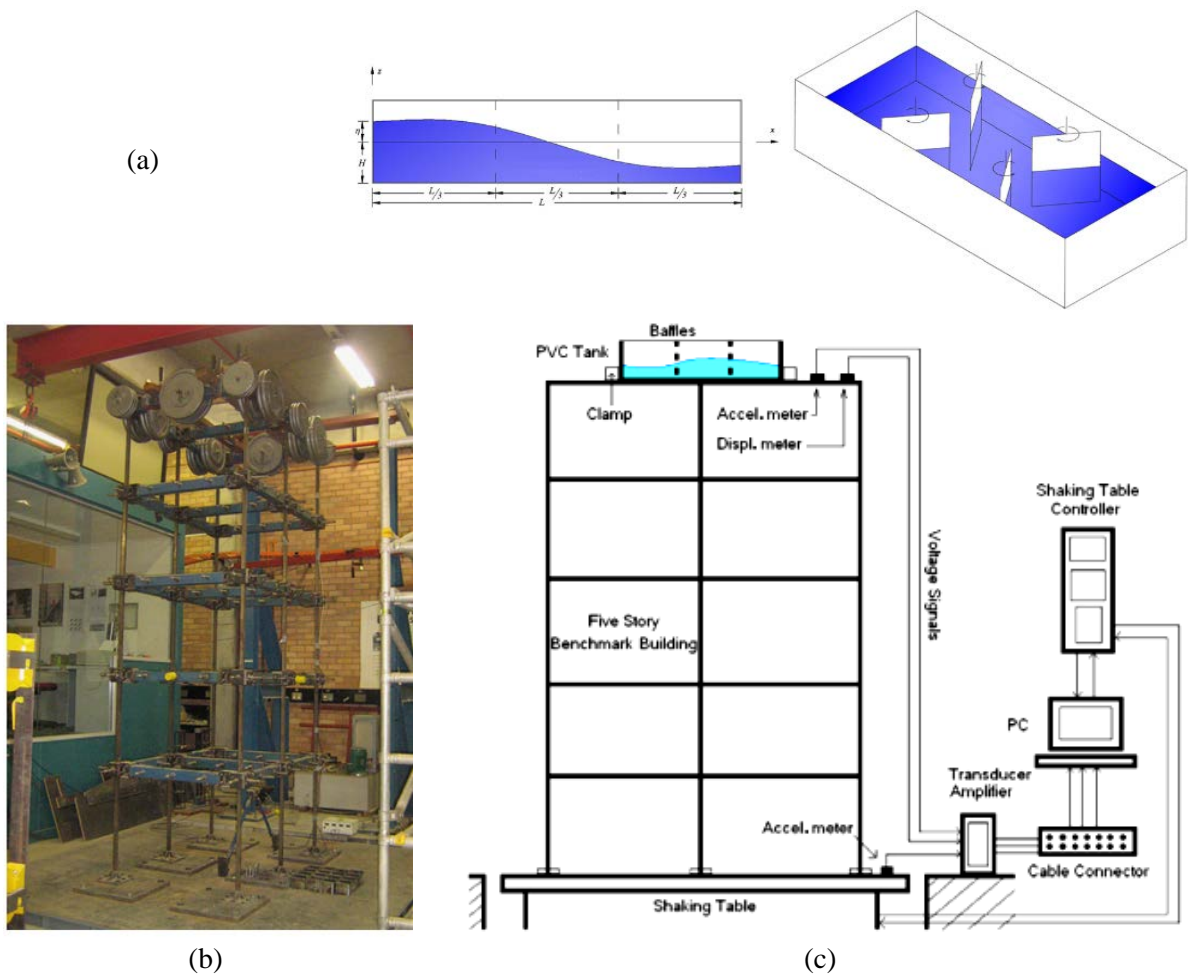 (a)
z
η
H
x
L/3 L/3 L/3
L
Baffles
PVC Tank
Clamp
Accel. meter
Displ. meter
Shaking Table
Controller
Voltage Signals
Five Story
Benchmark Building
PC
Transducer
Amplifier
Accel. meter
Cable Connector
Shaking Table
(b)
(c)